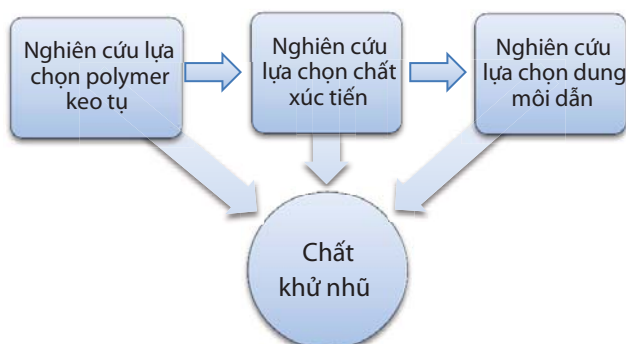 Nghiên cứu lựa
chọn polymer
keo tụ
Nghiên cứu
lựa chọn chất
xúc tiến
Nghiên cứu
lựa chọn dung
môi dẫn
Chất
khử nhũ